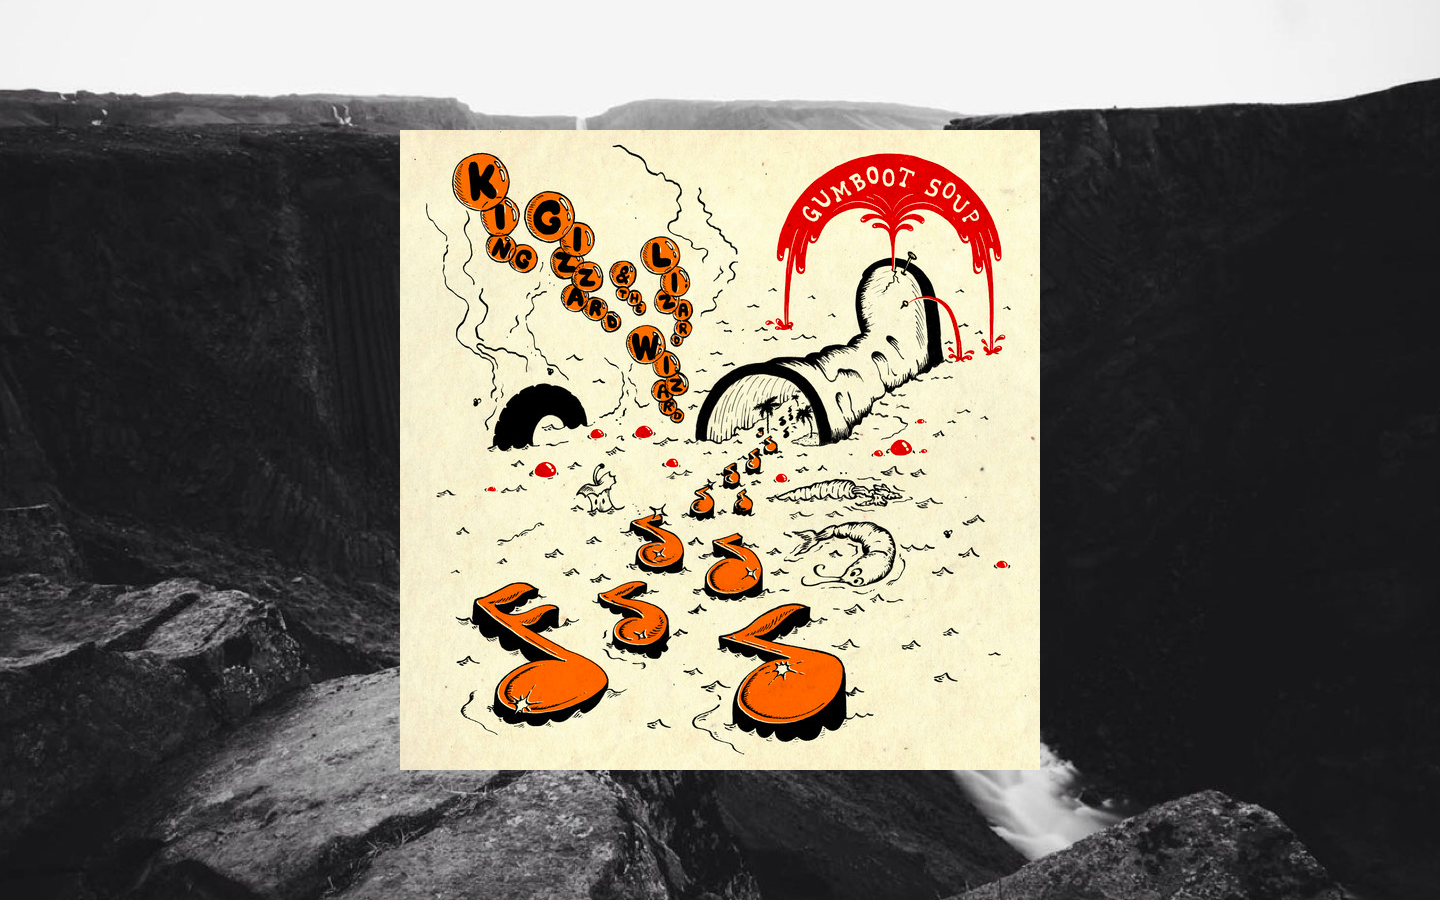 KING
GIZZARD
& THE
LIZARD
WIZARD
GUMBOOT SOUP